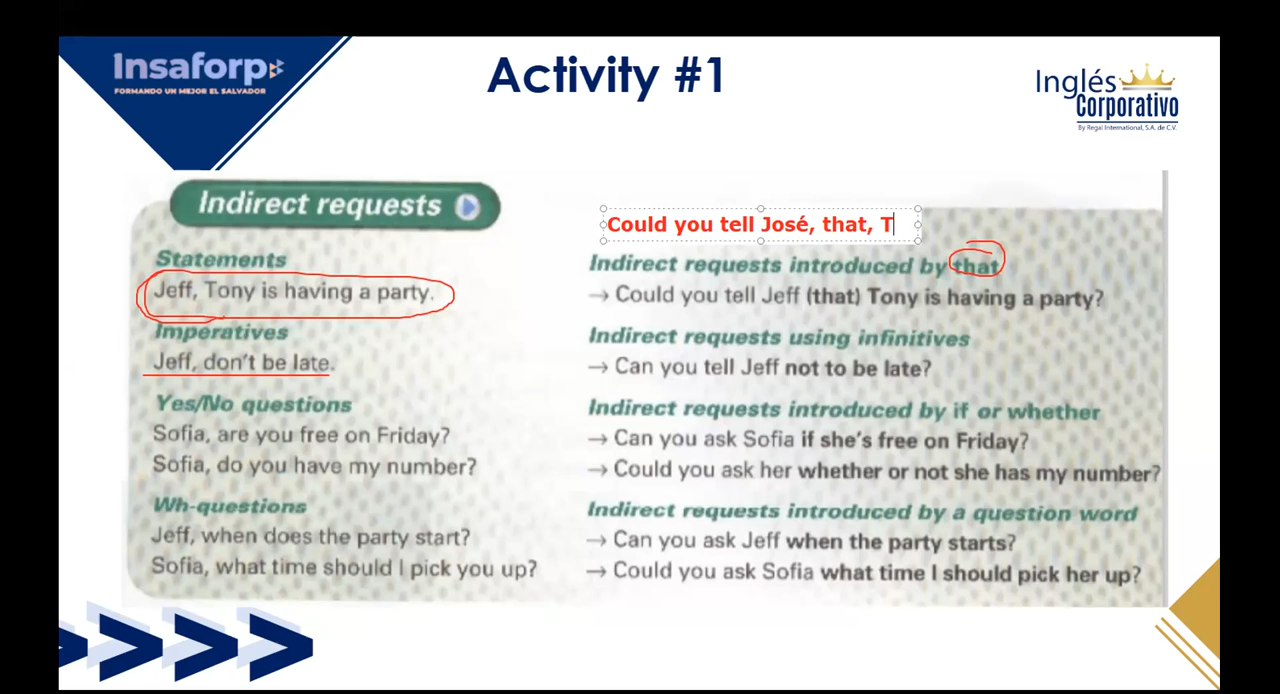 Insaforp
FORMANDO UN MEJOR EL SALVADOR
Activity #1
Inglés
Corporativo
By Regal International, S.A. de C.V.
Indirect requests
Could you tell José, that, T
Statements
Jeff, Tony is having a party.
Imperatives
Jeff, don't be late.
Yes/No questions
Sofia, are you free on Friday?
Sofia, do you have my number?
Wh-questions
Jeff, when does the party start?
Sofia, what time should I pick you up?
Indirect requests introduced by that
→ Could you tell Jeff (that) Tony is having a party?
Indirect requests using infinitives
→ Can you tell Jeff not to be late?
Indirect requests introduced by if or whether
→ Can you ask Sofia if she's free on Friday?
→ Could you ask her whether or not she has my number?
Indirect requests introduced by a question word
→ Can you ask Jeff when the party starts?
→ Could you ask Sofia what time I should pick her up?